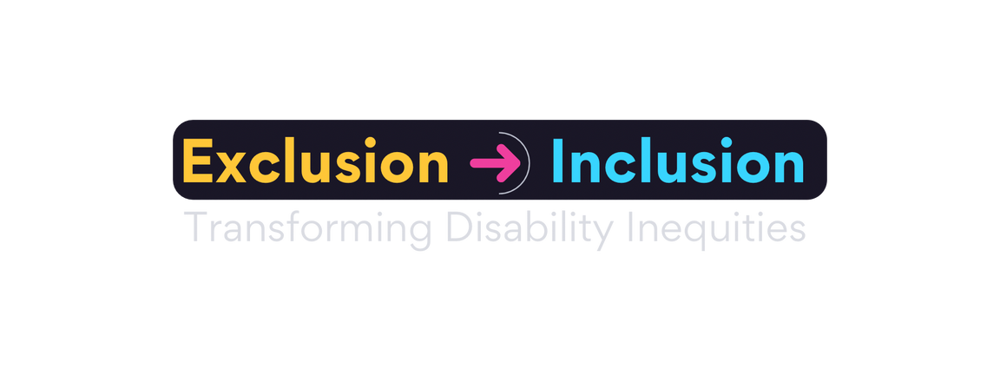 Exclusion → Inclusion
Transforming Disability Inequities